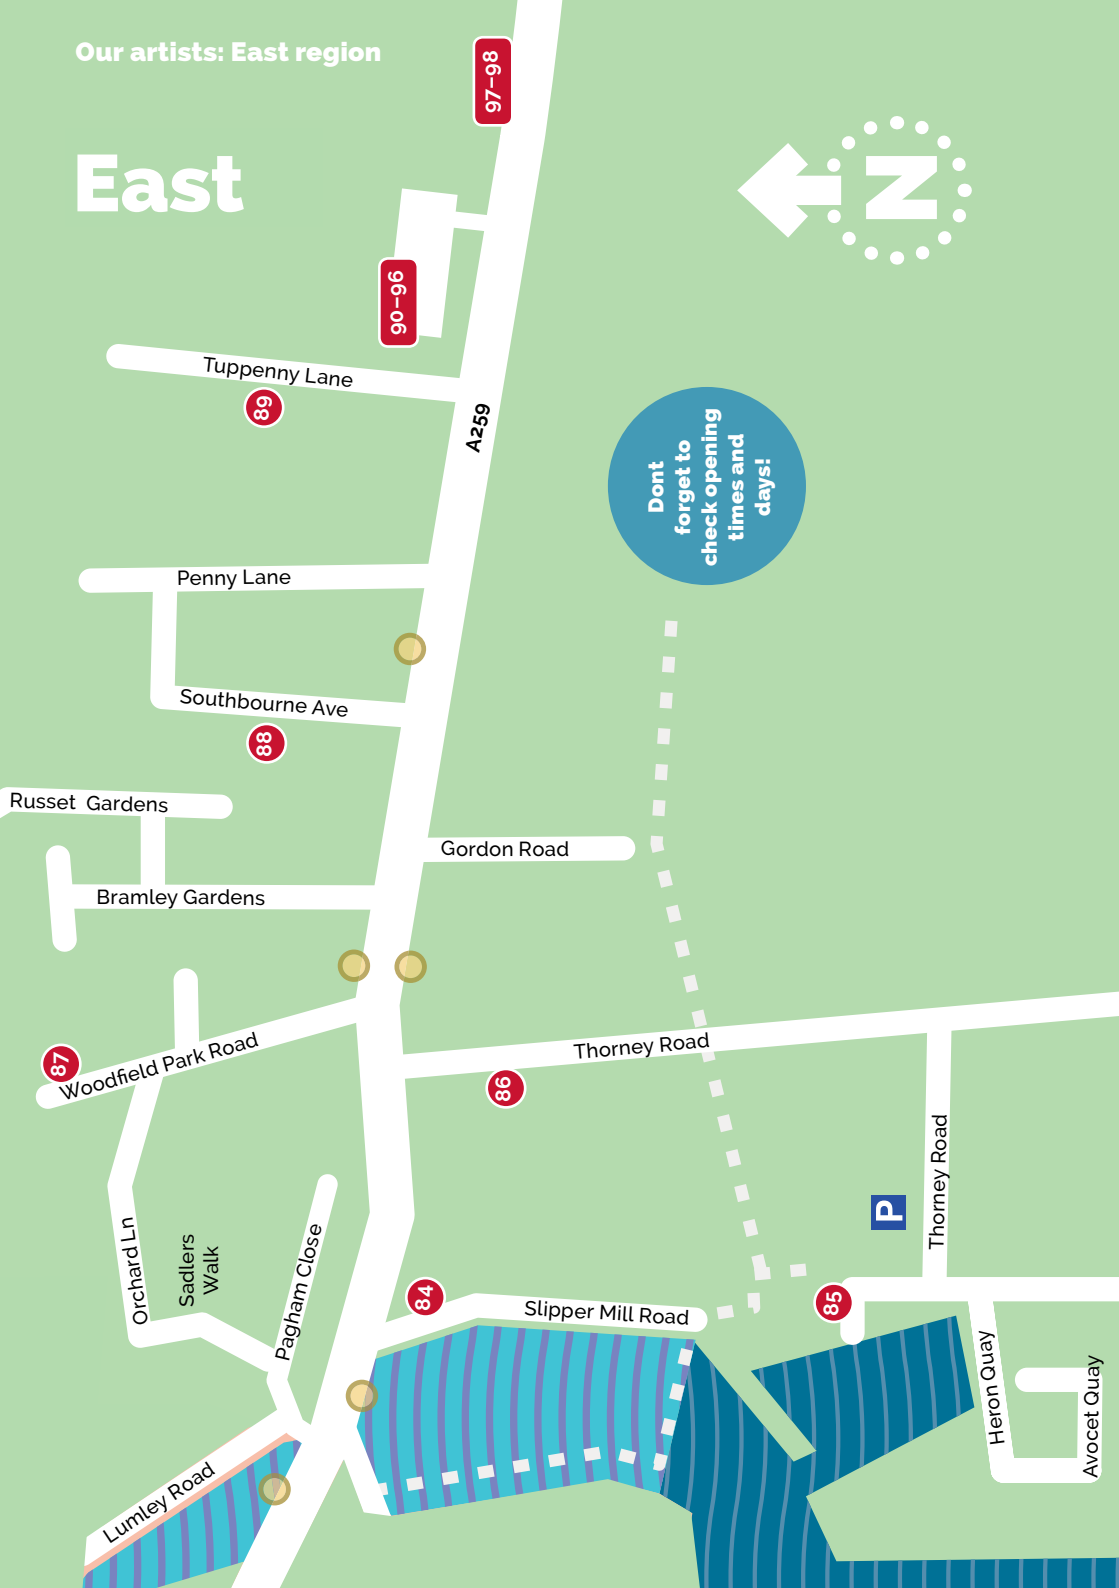 Our artists: East region
East
97–98
N
90–96
Tuppenny Lane
89
A259
Dont
forget to
check opening
times and
days!
Penny Lane
Southbourne Ave
88
Russet Gardens
Gordon Road
Bramley Gardens
Woodfield Park Road
87
Thorney Road
86
Thorney Road
P
Orchard Ln
Sadlers
Walk
Pagham Close
84
Slipper Mill Road
85
Heron Quay
Avocet Quay
Lumley Road